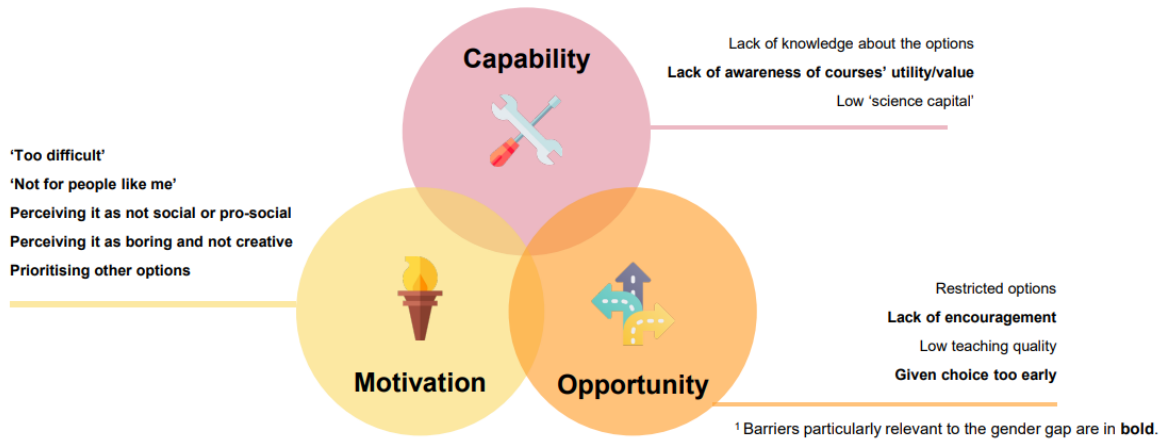 Capability
Lack of knowledge about the options
Lack of awareness of courses' utility/value
Low 'science capital'
'Too difficult'
'Not for people like me'
Perceiving it as not social or pro-social
Perceiving it as boring and not creative
Prioritising other options
Motivation
Opportunity
Restricted options
Lack of encouragement
Low teaching quality
Given choice too early
¹ Barriers particularly relevant to the gender gap are in bold.